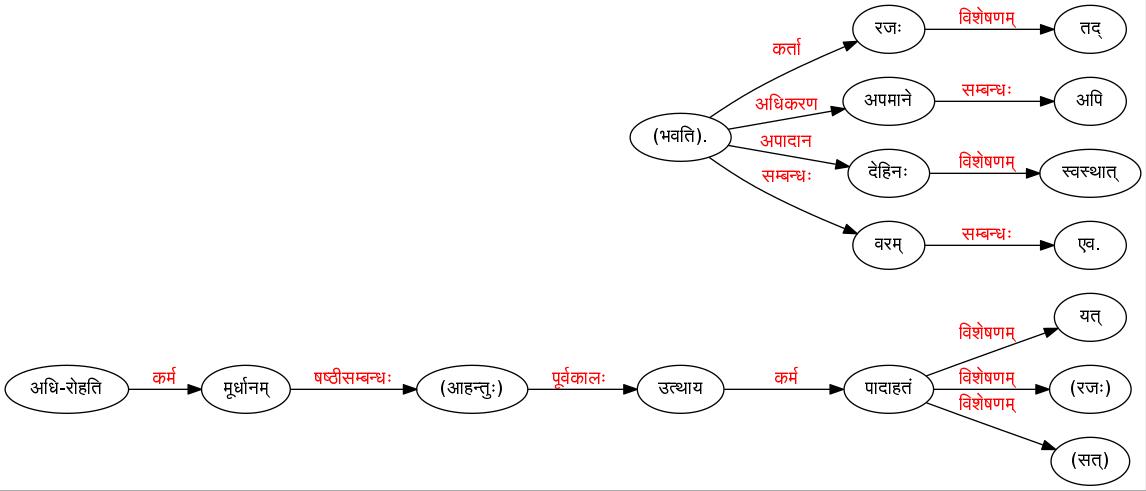 रजः
विशेषणम्
तद्
कर्ता
अपमाने
सम्बन्धः
अपि
अधिकरण
(भवति).
अपादान
देहिनः
विशेषणम्
स्वस्थात्
सम्बन्धः
वरम्
सम्बन्धः
एव.
यत्
विशेषणम्
अधि-रोहति
कर्म
मूर्धानम्
षष्ठीसम्बन्धः
(आहन्तुः)
पूर्वकालः
उत्थाय
कर्म
पादाहतं
विशेषणम्
(रजः)
विशेषणम्
(सत्)